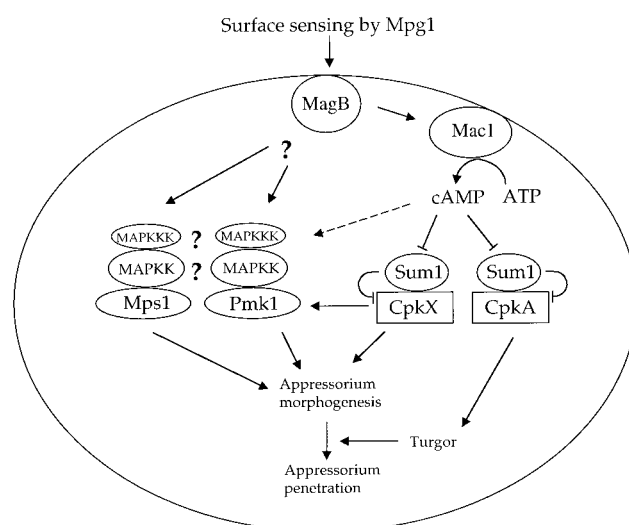 Surface sensing by Mpg1
MagB
Mac1
?
cAMP ATP
MAPKKK ? MAPKKK
MAPKK ? MAPKK
Sum1 Sum1
Mps1 Pmk1 CpkX CpkA
Appressorium
morphogenesis
Turgor
Appressorium
penetration